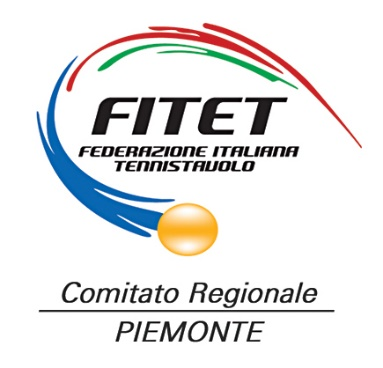 FITET
FEDERAZIONE ITALIANA
TENNISTAVOLO
Comitato Regionale
PIEMONTE